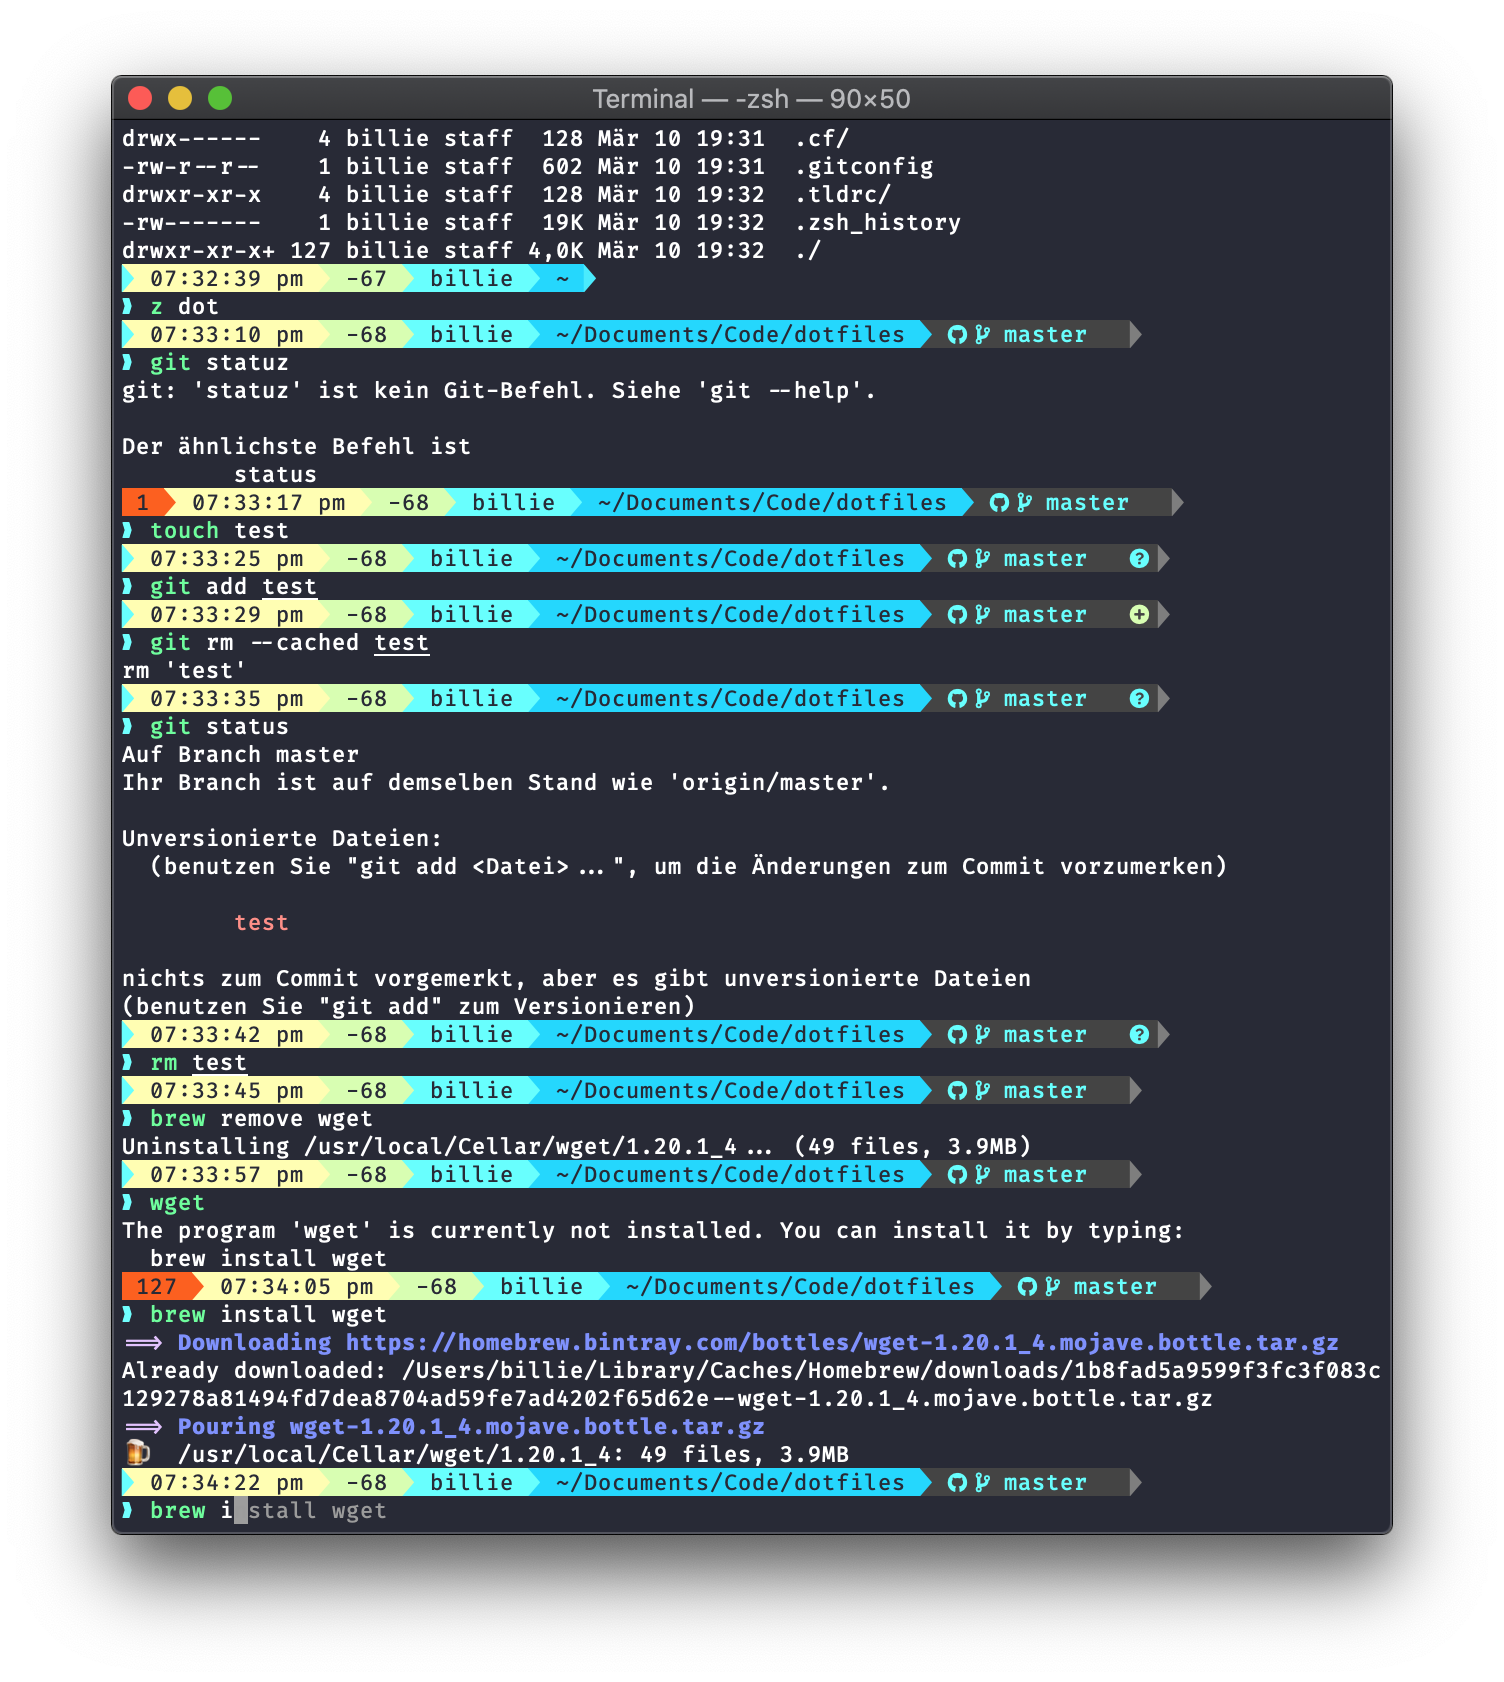 Terminal — -zsh — 90×50
drwx------    4 billie staff  128 Mär 10 19:31  .cf/
-rw-r--r--    1 billie staff  602 Mär 10 19:31  .gitconfig
drwxr-xr-x    4 billie staff  128 Mär 10 19:32  .tldrc/
-rw-------    1 billie staff  19K Mär 10 19:32  .zsh_history
drwxr-xr-x+ 127 billie staff 4,0K Mär 10 19:32  ./
07:32:39 pm  -67  billie  ~
❱ z dot
07:33:10 pm  -68  billie  ~/Documents/Code/dotfiles  master
❱ git statuz
git: 'statuz' ist kein Git-Befehl. Siehe 'git --help'.
Der ähnlichste Befehl ist
status
1  07:33:17 pm  -68  billie  ~/Documents/Code/dotfiles  master
❱ touch test
07:33:25 pm  -68  billie  ~/Documents/Code/dotfiles  master  ?
❱ git add test
07:33:29 pm  -68  billie  ~/Documents/Code/dotfiles  master  +
❱ git rm --cached test
rm 'test'
07:33:35 pm  -68  billie  ~/Documents/Code/dotfiles  master  ?
❱ git status
Auf Branch master
Ihr Branch ist auf demselben Stand wie 'origin/master'.
Unversionierte Dateien:
(benutzen Sie "git add <Dati>...", um die Änderungen zum Commit vorzumerken)
test
nichts zum Commit vorgemerkt, aber es gibt unversionierte Dateien
(benutzen Sie "git add" zum Versionieren)
07:33:42 pm  -68  billie  ~/Documents/Code/dotfiles  master  ?
❱ rm test
07:33:45 pm  -68  billie  ~/Documents/Code/dotfiles  master
❱ brew remove wget
Uninstalling /usr/local/Cellar/wget/1.20.1_4... (49 files, 3.9MB)
07:33:57 pm  -68  billie  ~/Documents/Code/dotfiles  master
❱ wget
The program 'wget' is currently not installed. You can install it by typing:
brew install wget
127  07:34:05 pm  -68  billie  ~/Documents/Code/dotfiles  master
❱ brew install wget
==> Downloading https://homebrew.bintray.com/bottles/wget-1.20.1_4.mojave.bottle.tar.gz
Already downloaded: /Users/billie/Library/Caches/Homebrew/downloads/1b8fad5a9599f3fc3f083c
129278a81494fd7dea8704ad59fe7ad4202f65d62e--wget-1.20.1_4.mojave.bottle.tar.gz
==> Pouring wget-1.20.1_4.mojave.bottle.tar.gz
🍺  /usr/local/Cellar/wget/1.20.1_4: 49 files, 3.9MB
07:34:22 pm  -68  billie  ~/Documents/Code/dotfiles  master
❱ brew i stall wget